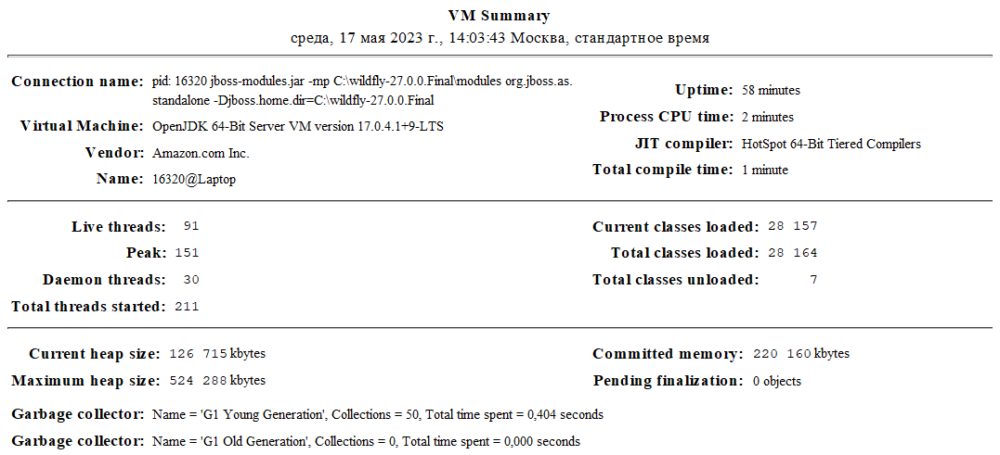 VM Summary
среда, 17 мая 2023 г., 14:03:43 Москва, стандартное время
Connection name: pid: 16320 jboss-modules.jar -mp C:\wildfly-27.0.0.Final\modules org.jboss.as.
standalone -Djboss.home.dir=C:\wildfly-27.0.0.Final
Virtual Machine: OpenJDK 64-Bit Server VM version 17.0.4.1+9-LTS
Vendor: Amazon.com Inc.
Name: 16320@Laptop
Uptime: 58 minutes
Process CPU time: 2 minutes
JIT compiler: HotSpot 64-Bit Tiered Compilers
Total compile time: 1 minute
Live threads: 91
Peak: 151
Daemon threads: 30
Total threads started: 211
Current classes loaded: 28 157
Total classes loaded: 28 164
Total classes unloaded: 7
Current heap size: 126 715 kbytes
Maximum heap size: 524 288 kbytes
Committed memory: 220 160 kbytes
Pending finalization: 0 objects
Garbage collector: Name = 'G1 Young Generation', Collections = 50, Total time spent = 0,404 seconds
Garbage collector: Name = 'G1 Old Generation', Collections = 0, Total time spent = 0,000 seconds